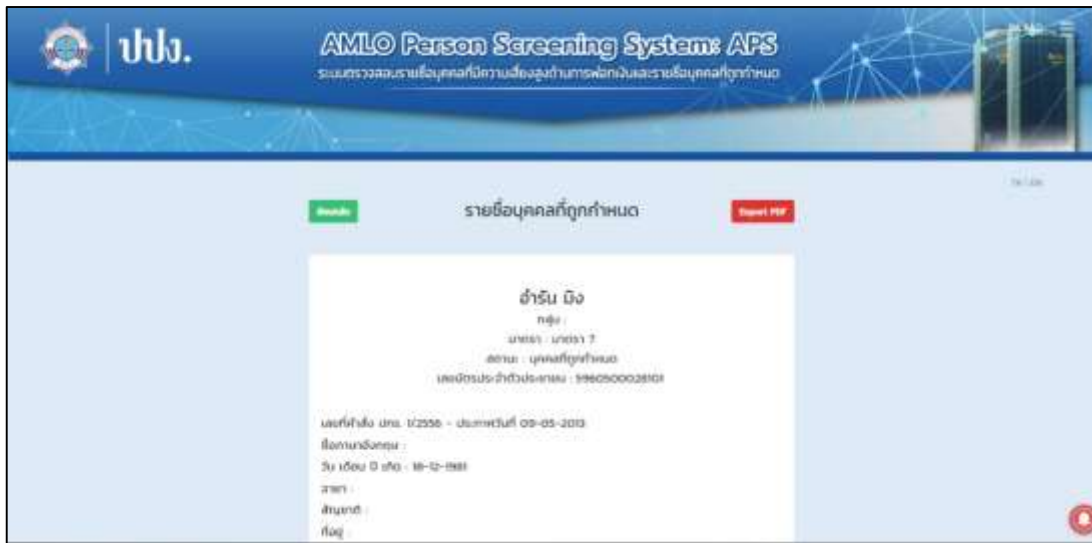 ปปง.
AMLO Person Screening System: APS
ระบบตรวจสอบรายชื่อบุคคลที่มีความเสี่ยงสูงด้านการฟอกเงินและรายชื่อบุคคลที่ถูกกำหนด
รายชื่อบุคคลที่ถูกกำหนด
Export PDF
อำรัน มิง
กลุ่ม :
มาตรา : มาตรา 7
สถานะ : บุคคลที่ถูกกำหนด
เลขบัตรประจำตัวประชาชน : 5960500028101
เลขที่คำสั่ง ปกร. 1/2556 - ประกาศวันที่ 09-05-2013
ชื่อภาษาอังกฤษ :
วัน เดือน ปี เกิด : 18-12-1981
ฉายา :
สัญชาติ :
ที่อยู่ :